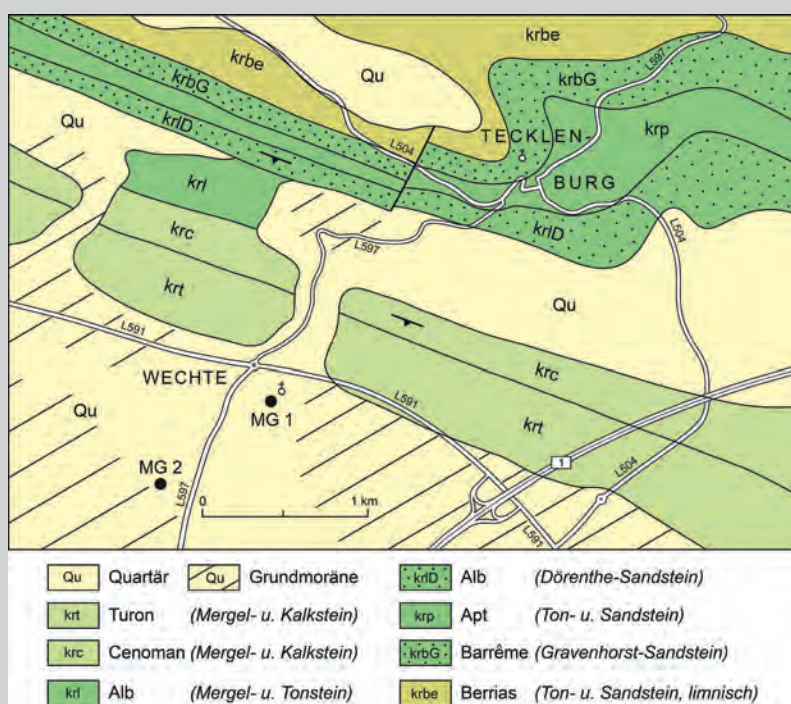 krbe
krbe
Qu
krbG
L597
krbG
TECKLEN-
BURG
krp
Qu
krlD
L504
krl
krlD
L504
krc
L597
Qu
krt
L591
krc
WECHTE
MG 1
L591
krt
Qu
MG 2
L597
0 1 km
1
L504
L591
Qu Quartär Qu Grundmoräne krlD Alb (Dörenthe-Sandstein)
krt Turon (Mergel- u. Kalkstein) krp Apt (Ton- u. Sandstein)
krc Cenoman (Mergel- u. Kalkstein) krbG Barrême (Gravenhorst-Sandstein)
krl Alb (Mergel- u. Tonstein) krbe Berrias (Ton- u. Sandstein, limnisch)